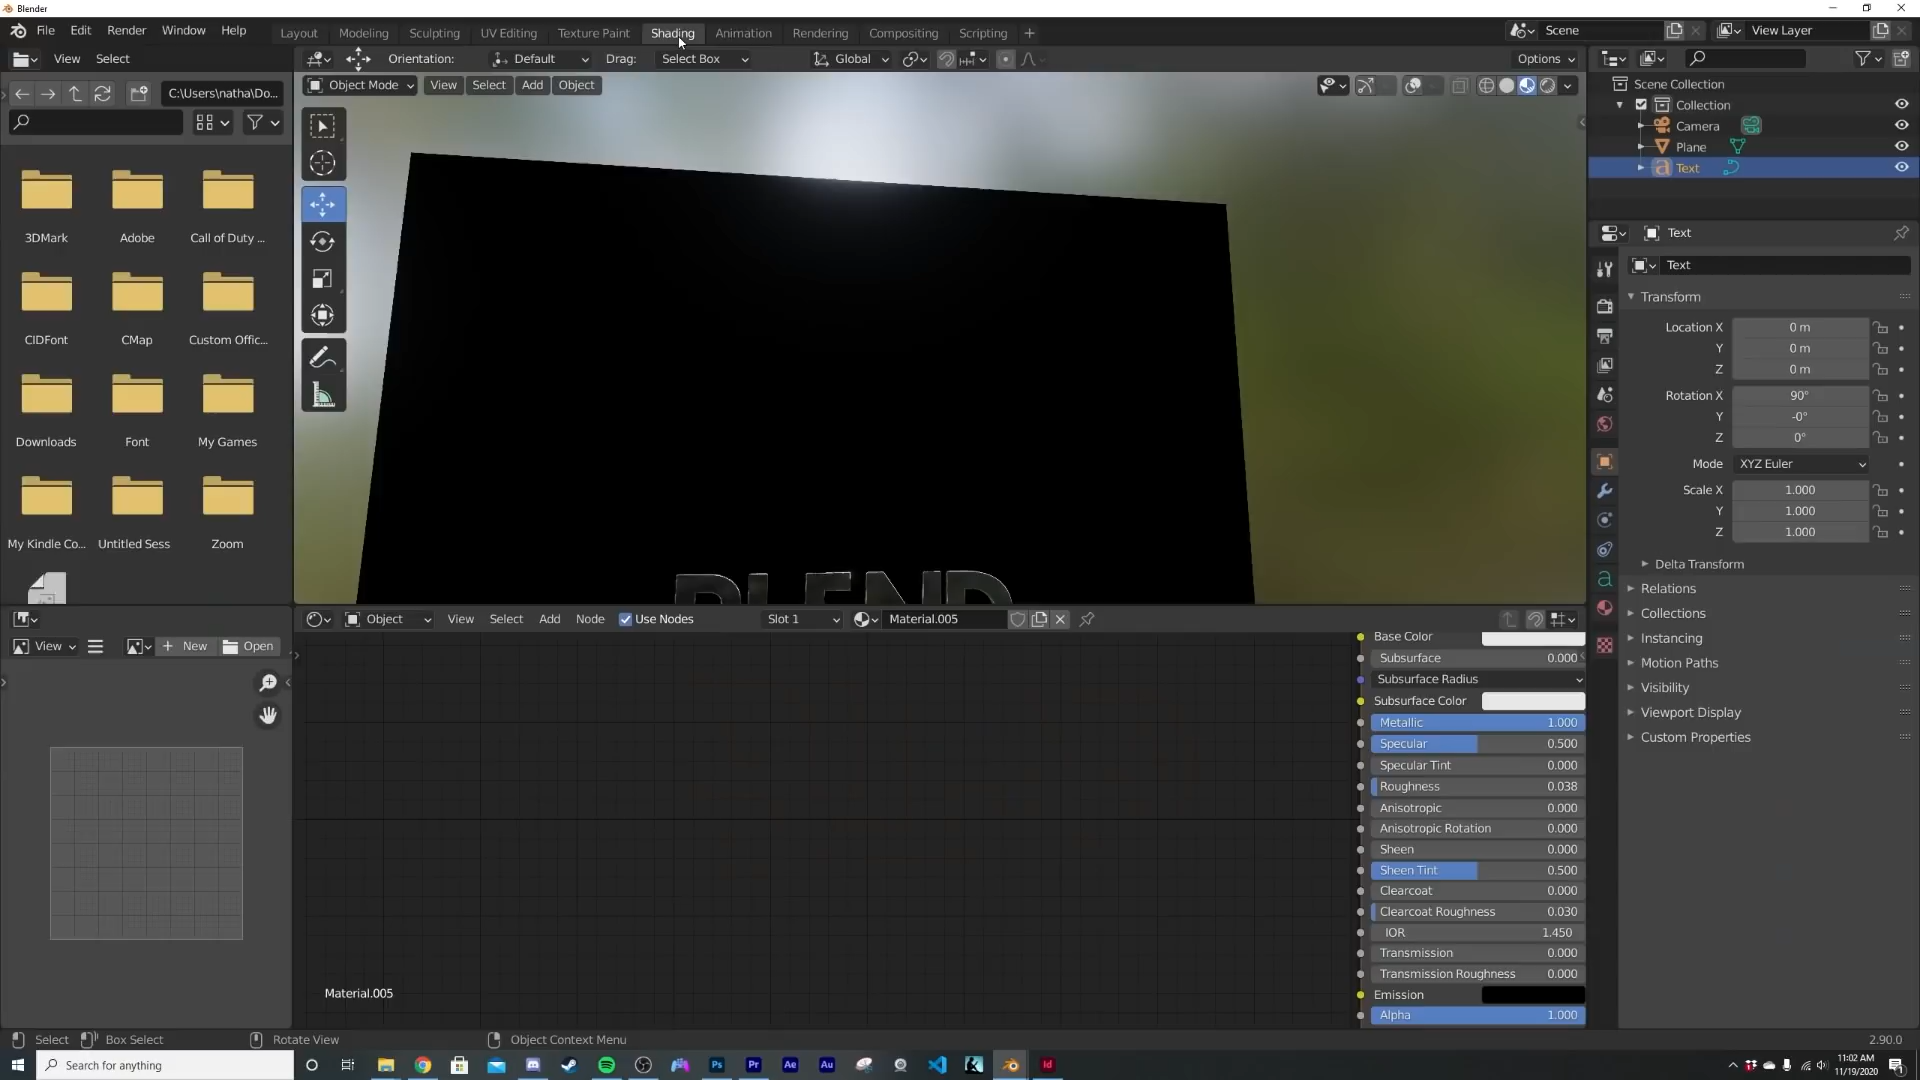 Blender
File Edit Render Window Help
Layout Modeling Sculpting UV Editing Texture Paint Shading Animation Rendering Compositing Scripting
Scene
View Layer
View Select
Orientation: Default Drag: Select Box Global Options
C:\Users\natha\Do...
Object Mode View Select Add Object
Scene Collection
Collection
Camera
Plane
Text
3DMark Adobe Call of Duty ...
CIDFont CMap Custom Offic...
Downloads Font My Games
My Kindle Co... Untitled Sess Zoom
BLEND
Text
Text
Transform
Location X 0 m
Y 0 m
Z 0 m
Rotation X 90°
Y -0°
Z 0°
Mode XYZ Euler
Scale X 1.000
Y 1.000
Z 1.000
Delta Transform
Relations
Collections
Instancing
Motion Paths
Visibility
Viewport Display
Custom Properties
Object View Select Add Node Use Nodes Slot 1 Material.005
View New Open
Base Color
Subsurface 0.000
Subsurface Radius
Subsurface Color
Metallic 1.000
Specular 0.500
Specular Tint 0.000
Roughness 0.038
Anisotropic 0.000
Anisotropic Rotation 0.000
Sheen 0.000
Sheen Tint 0.500
Clearcoat 0.000
Clearcoat Roughness 0.030
IOR 1.450
Transmission 0.000
Transmission Roughness 0.000
Emission
Alpha 1.000
Material.005
Select Box Select Rotate View Object Context Menu 2.90.0
Search for anything
Ps Pr Ae Au Id
11:02 AM
11/19/2020